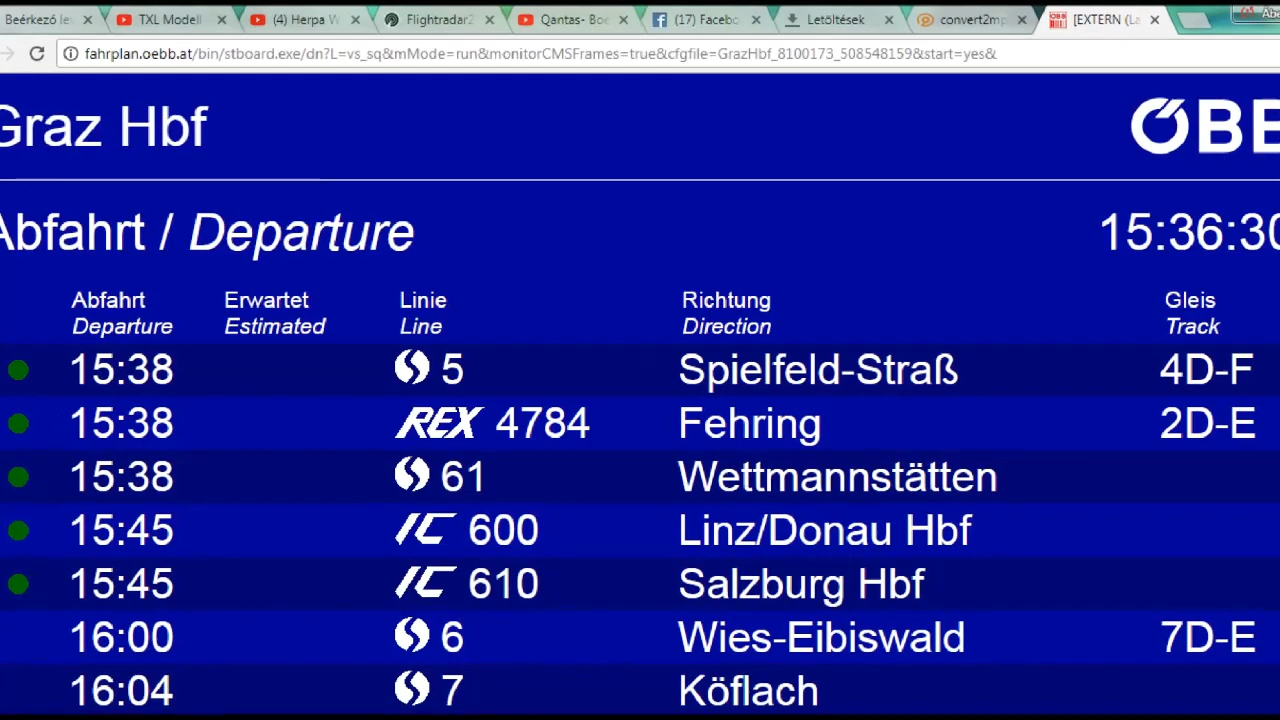 Beérkező le TXL Modell (4) Herpa W Flightradar2 Qantas- Boe (17) Facebo Letöltések convert2mp [EXTERN (La
fahrplan.oebb.at/bin/stboard.exe/dn?L=vs_sq&mMode=run&monitorCMSFrames=true&cfgfile=GrazHbf_8100173_508548159&start=yes&
Graz Hbf ÖBB
Abfahrt / Departure 15:36:30
Abfahrt Erwartet Linie Richtung Gleis
Departure Estimated Line Direction Track
15:38 S 5 Spielfeld-Straß 4D-F
15:38 REX 4784 Fehring 2D-E
15:38 S 61 Wettmannstätten
15:45 IC 600 Linz/Donau Hbf
15:45 IC 610 Salzburg Hbf
16:00 S 6 Wies-Eibiswald 7D-E
16:04 S 7 Köflach